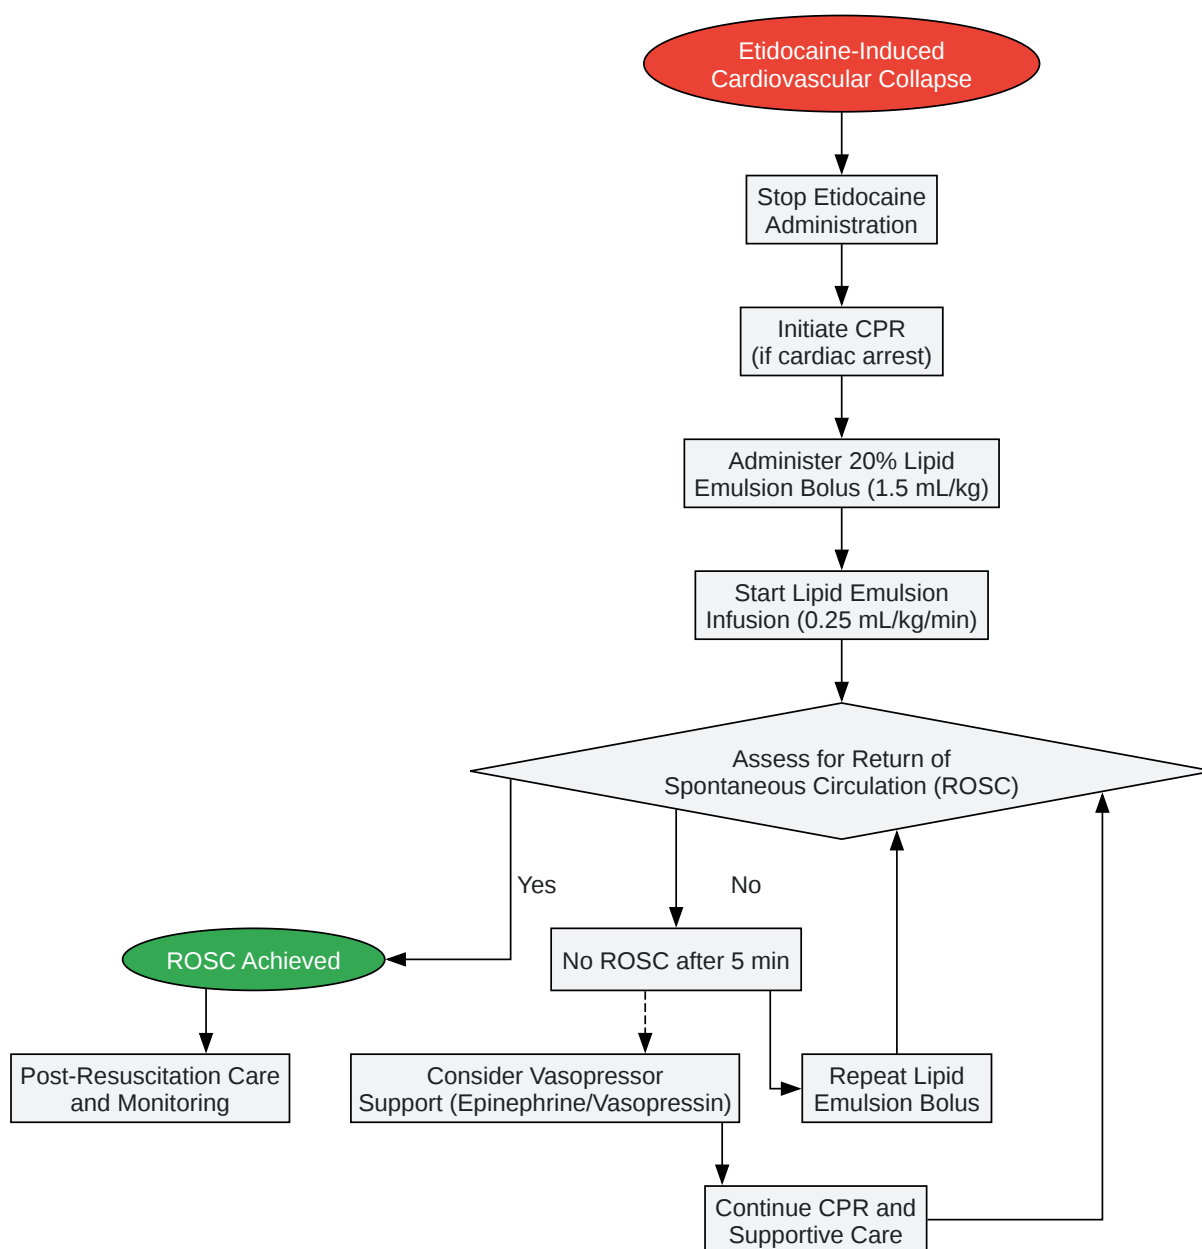 Etidocaine-Induced
Cardiovascular Collapse
Stop Etidocaine
Administration
Initiate CPR
(if cardiac arrest)
Administer 20% Lipid
Emulsion Bolus (1.5 mL/kg)
Start Lipid Emulsion
Infusion (0.25 mL/kg/min)
Assess for Return of
Spontaneous Circulation (ROSC)
Yes
No
ROSC Achieved
No ROSC after 5 min
Post-Resuscitation Care
and Monitoring
Consider Vasopressor
Support (Epinephrine/Vasopressin)
Repeat Lipid
Emulsion Bolus
Continue CPR and
Supportive Care